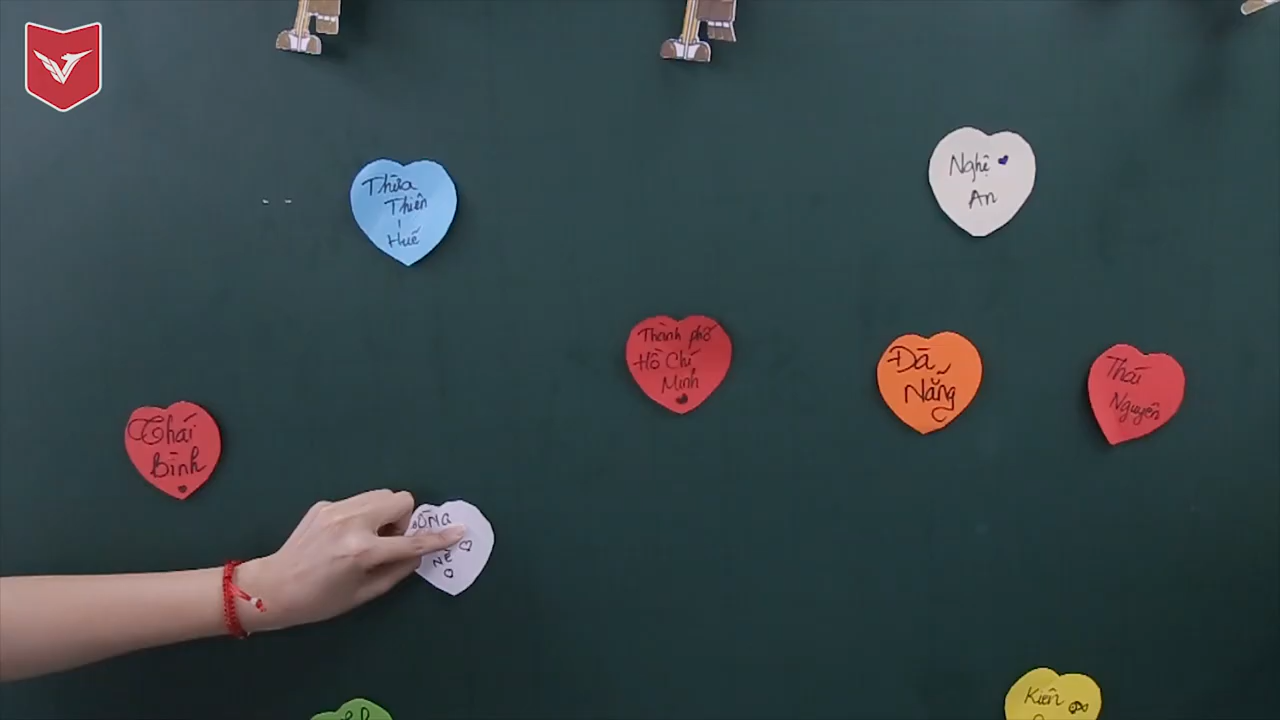 Thừa
Thiên
Huế
Nghệ
An
Thành phố
Hồ Chí
Minh
Đà
Nẵng
Thái
Nguyên
Thái
Bình
Kiên